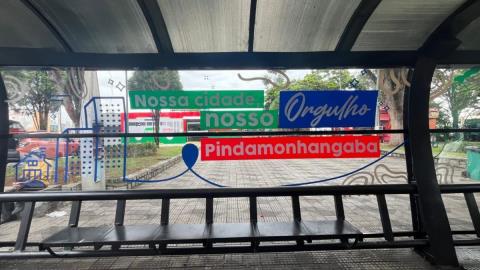 Nossa cidade
nosso Orgulho
Pindamonhangaba